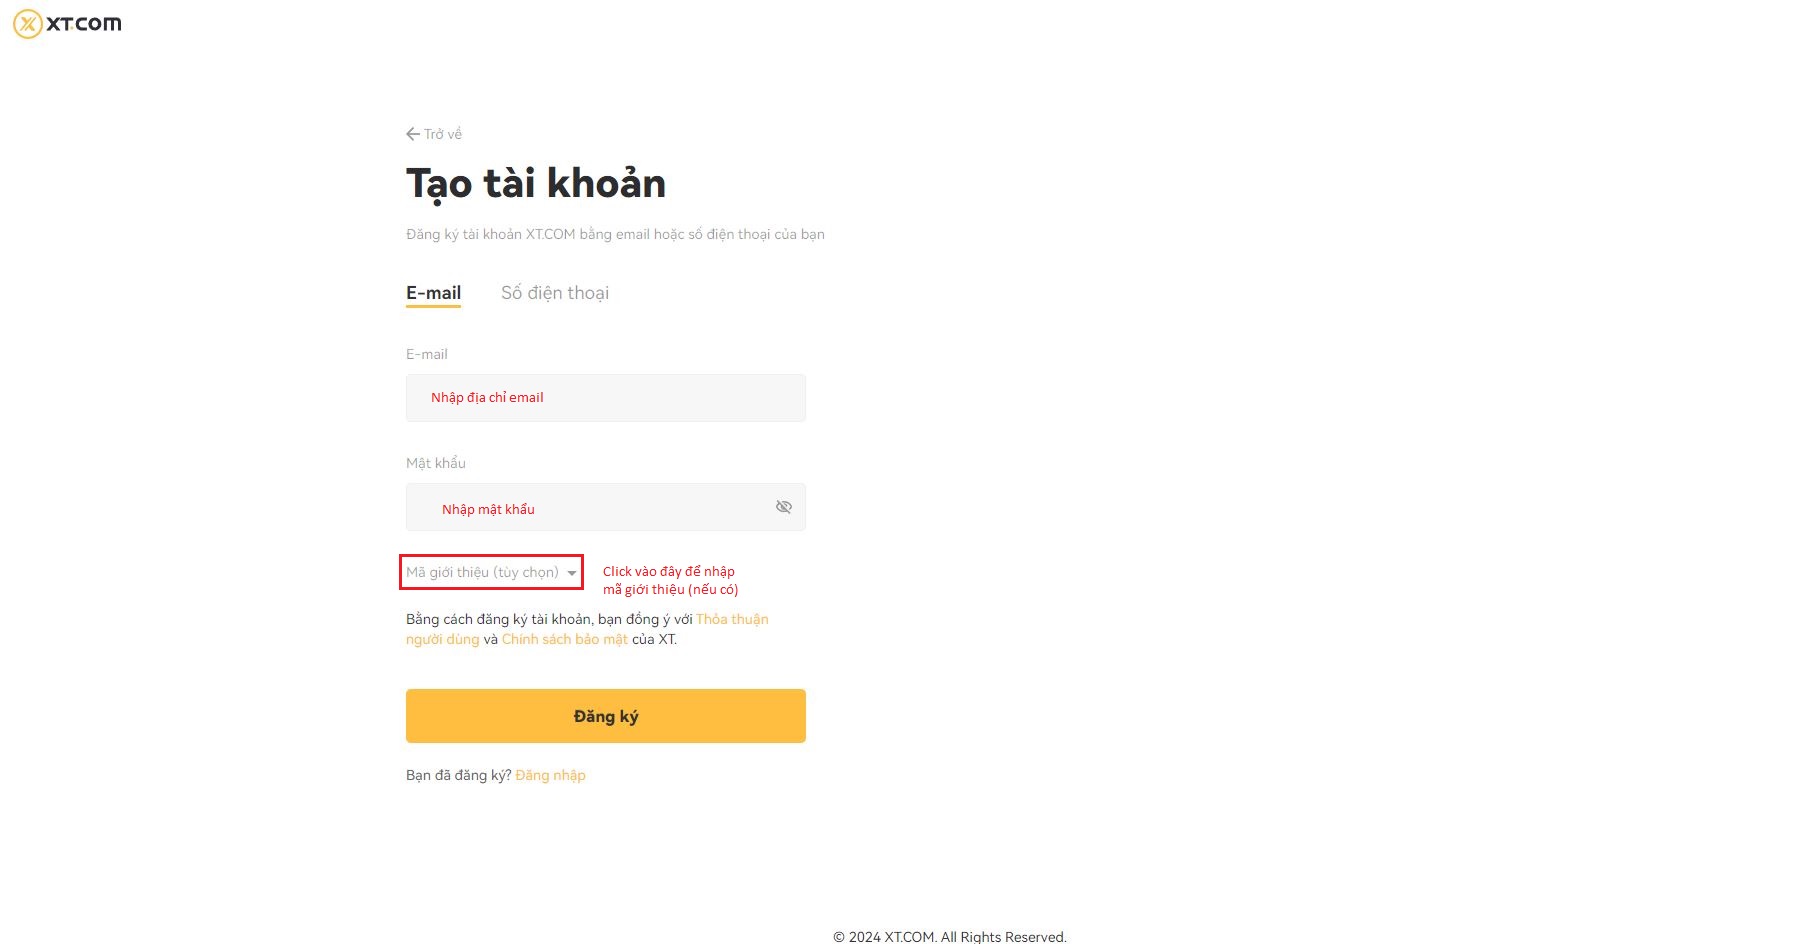 XT.COM
Trở về
Tạo tài khoản
Đăng ký tài khoản XT.COM bằng email hoặc số điện thoại của bạn
E-mail Số điện thoại
E-mail
Nhập địa chỉ email
Mật khẩu
Nhập mật khẩu
Mã giới thiệu (tùy chọn)
Click vào đây để nhập
mã giới thiệu (nếu có)
Bằng cách đăng ký tài khoản, bạn đồng ý với Thỏa thuận
người dùng và Chính sách bảo mật của XT.
Đăng ký
Bạn đã đăng ký? Đăng nhập
© 2024 XT.COM. All Rights Reserved.